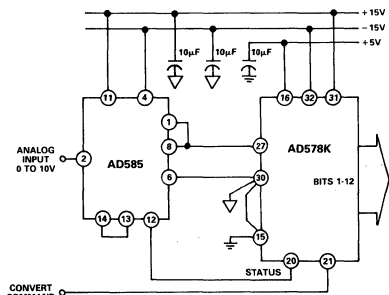 + 15V
− 15V
+ 5V
10μF 10μF 10μF
11 4 16 32 31
1
8 27
ANALOG
INPUT
0 TO 10V
2 AD585 AD578K
6 30 BITS 1-12
14 13 12 15
20 21
STATUS
CONVERT
COMMAND